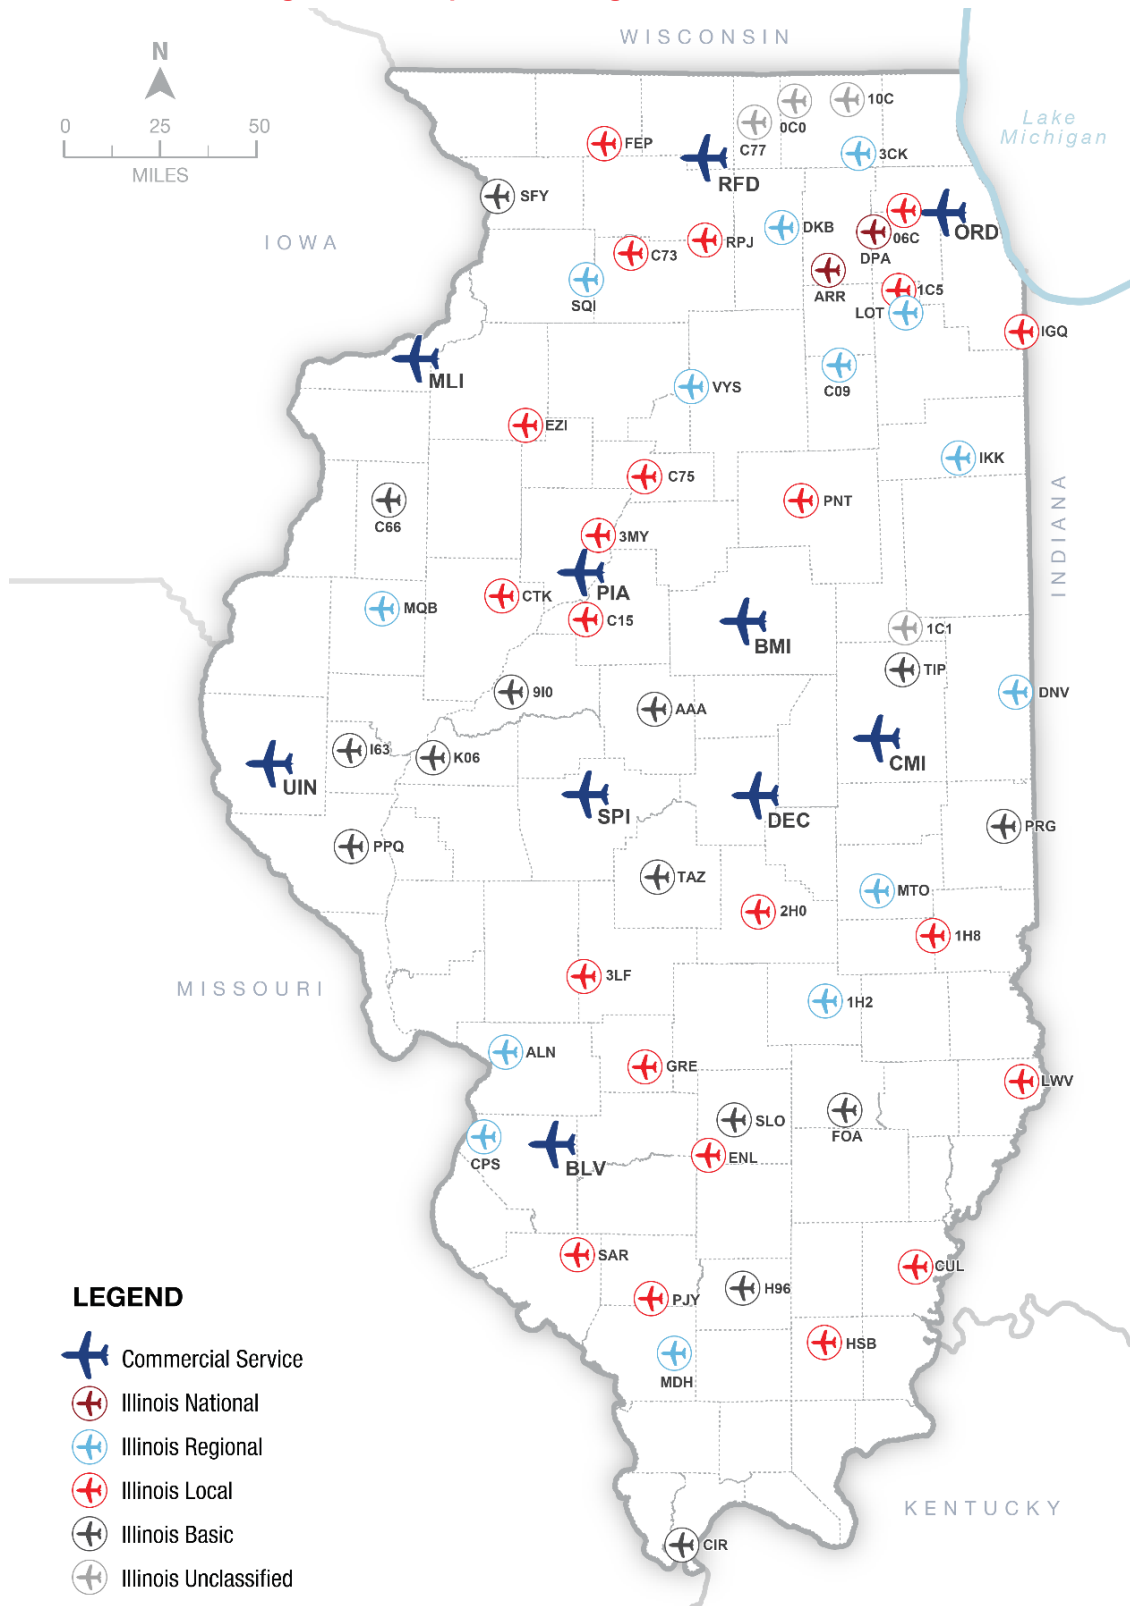 WISCONSIN
N
0 25 50
MILES
Lake
Michigan
10C
0C0
C77
FEP
3CK
RFD
SFY
ORD
IOWA
DKB
06C
RPJ
DPA
C73
ARR
1C5
SQI
LOT
IGQ
MLI
VYS
C09
EZI
IKK
C75
PNT
C66
INDIANA
3MY
PIA
CTK
MQB
C15
1C1
BMI
TIP
9I0
DNV
AAA
I63
K06
CMI
UIN
SPI
DEC
PRG
PPQ
TAZ
MTO
2H0
1H8
3LF
MISSOURI
1H2
ALN
GRE
LWV
SLO
FOA
ENL
CPS
BLV
SAR
CUL
H96
PJY
HSB
MDH
KENTUCKY
CIR
LEGEND
Commercial Service
Illinois National
Illinois Regional
Illinois Local
Illinois Basic
Illinois Unclassified